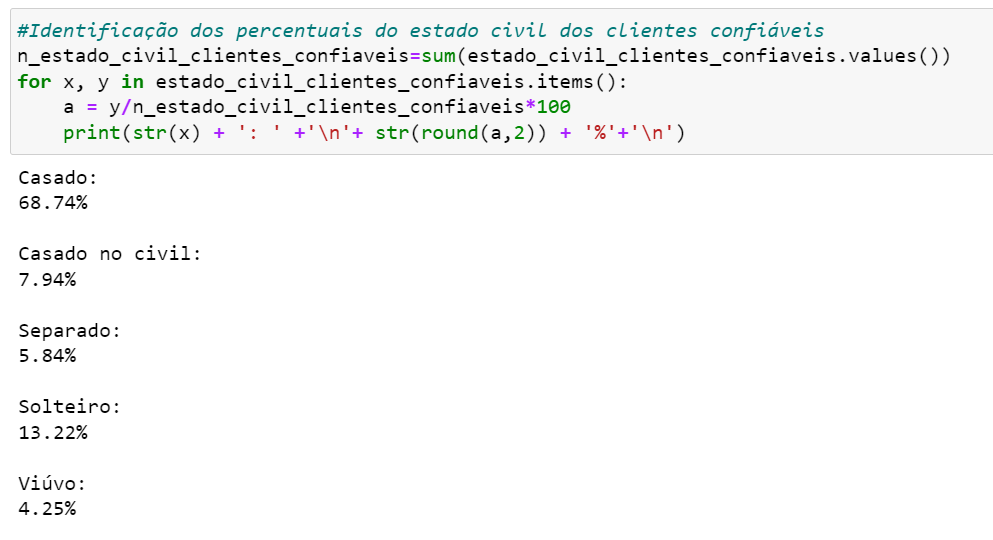 #Identificação dos percentuais do estado civil dos clientes confiáveis
n_estado_civil_clientes_confiaveis=sum(estado_civil_clientes_confiaveis.values())
for x, y in estado_civil_clientes_confiaveis.items():
    a = y/n_estado_civil_clientes_confiaveis*100
    print(str(x) + ': ' +'\n'+ str(round(a,2)) + '%'+'\n')
Casado:
68.74%
Casado no civil:
7.94%
Separado:
5.84%
Solteiro:
13.22%
Viúvo:
4.25%